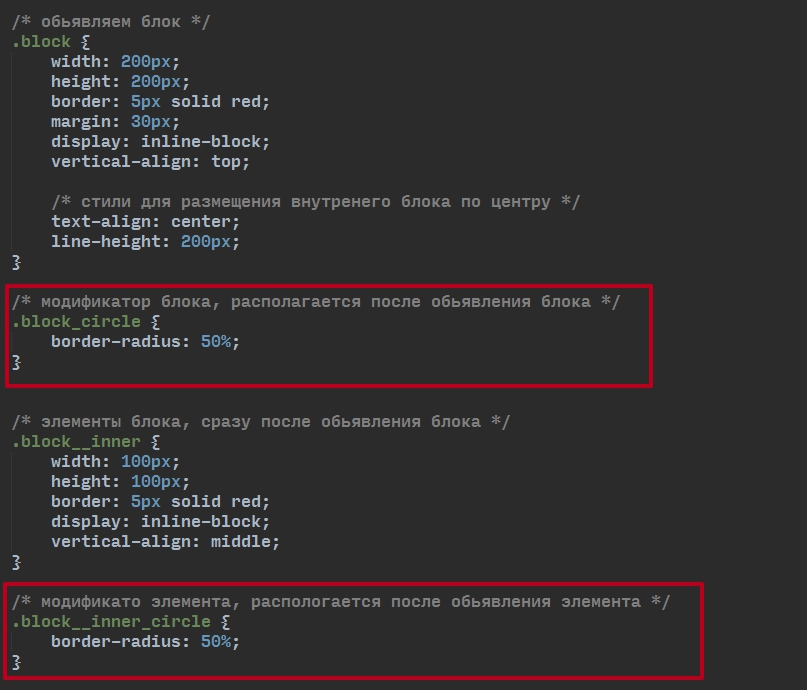 /* обьявляем блок */
.block {
width: 200px;
height: 200px;
border: 5px solid red;
margin: 30px;
display: inline-block;
vertical-align: top;
/* стили для размещения внутренего блока по центру */
text-align: center;
line-height: 200px;
}
/* модификатор блока, располагается после обьявления блока */
.block_circle {
border-radius: 50%;
}
/* элементы блока, сразу после обьявления блока */
.block__inner {
width: 100px;
height: 100px;
border: 5px solid red;
display: inline-block;
vertical-align: middle;
}
/* модификато элемента, распологается после обьявления элемента */
.block__inner_circle {
border-radius: 50%;
}